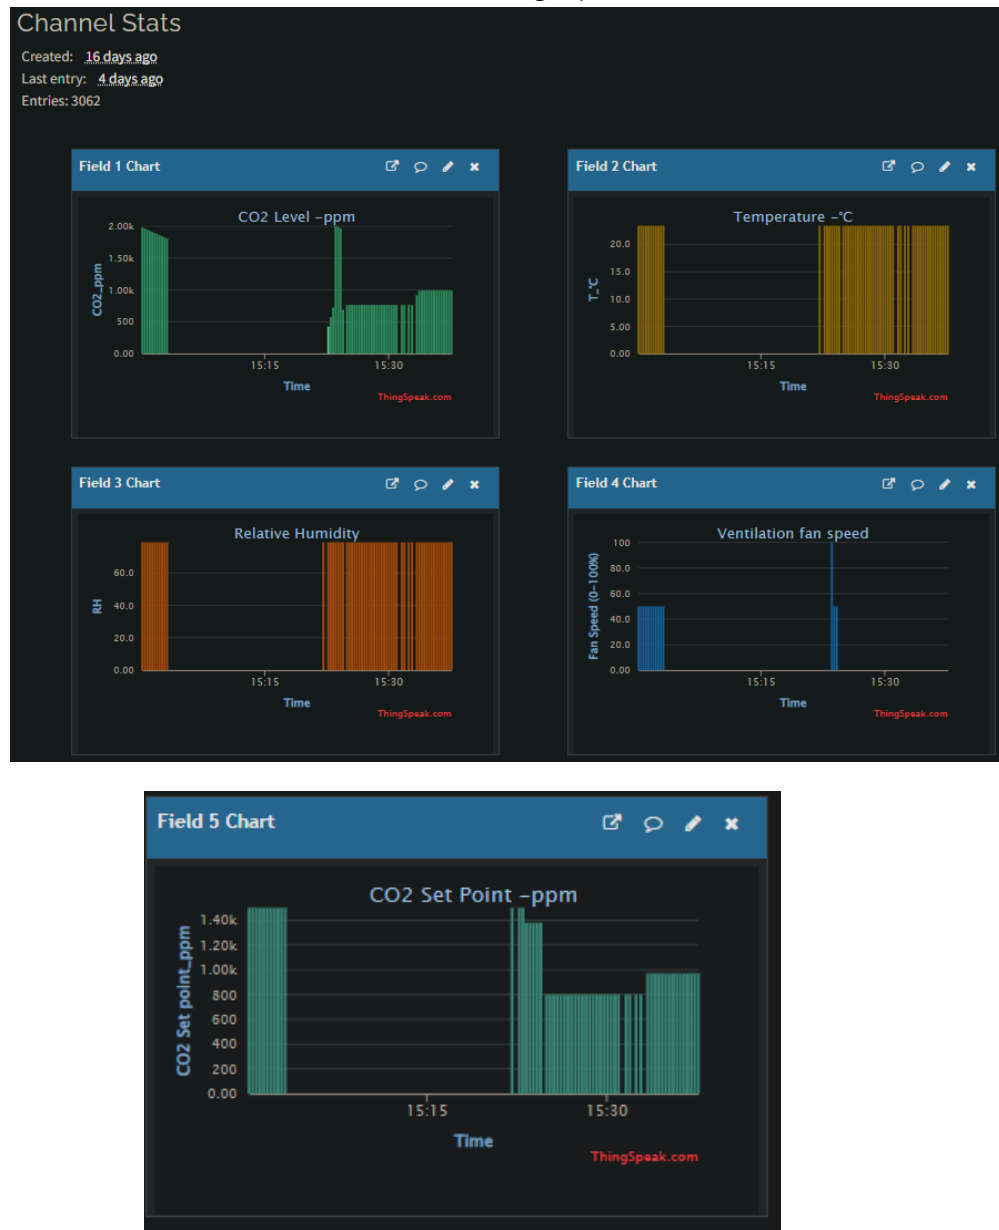 Channel Stats
Created: 16 days ago
Last entry: 4 days ago
Entries: 3062
Field 1 Chart
CO2 Level -ppm
CO2_ppm
2.00k
1.50k
1.00k
500
0.00
15:15 15:30
Time
ThingSpeak.com
Field 2 Chart
Temperature -°C
T_°C
20.0
15.0
10.0
5.00
0.00
15:15 15:30
Time
ThingSpeak.com
Field 3 Chart
Relative Humidity
RH
60.0
40.0
20.0
0.00
15:15 15:30
Time
ThingSpeak.com
Field 4 Chart
Ventilation fan speed
Fan Speed (0-100%)
100
80.0
60.0
40.0
20.0
0.00
15:15 15:30
Time
ThingSpeak.com
Field 5 Chart
CO2 Set Point -ppm
CO2 Set point_ppm
1.40k
1.20k
1.00k
800
600
400
200
0.00
15:15 15:30
Time
ThingSpeak.com